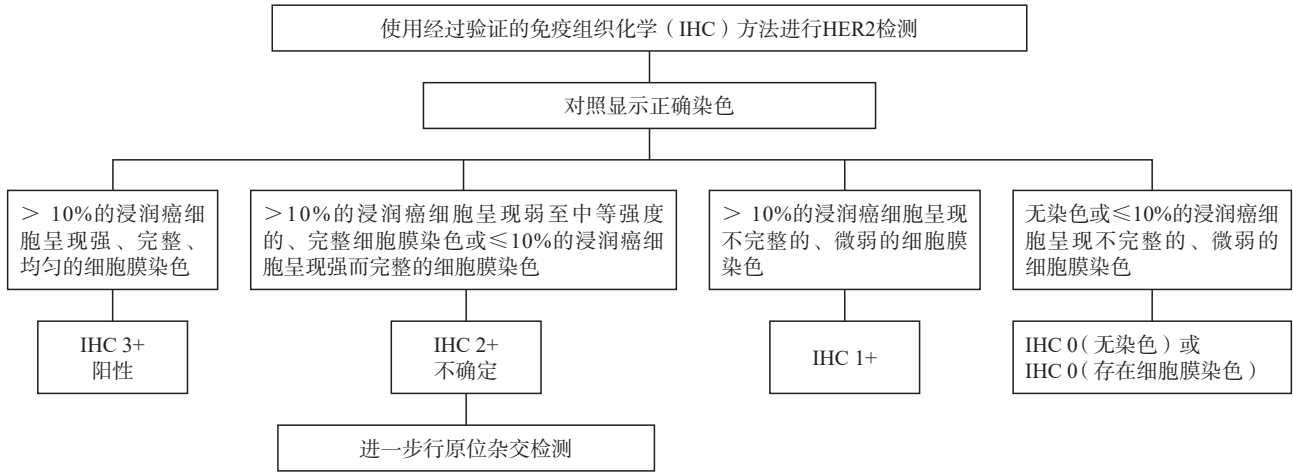 使用经过验证的免疫组织化学（IHC）方法进行HER2检测
对照显示正确染色
＞ 10%的浸润癌细
胞呈现强、完整、
均匀的细胞膜染色
＞10%的浸润癌细胞呈现弱至中等强度
的、完整细胞膜染色或≤10%的浸润癌细
胞呈现强而完整的细胞膜染色
＞ 10%的浸润癌细胞呈现
不完整的、微弱的细胞膜
染色
无染色或≤10%的浸润癌细
胞呈现不完整的、微弱的
细胞膜染色
IHC 3+
阳性
IHC 2+
不确定
IHC 1+
IHC 0（无染色）或
IHC 0（存在细胞膜染色）
进一步行原位杂交检测